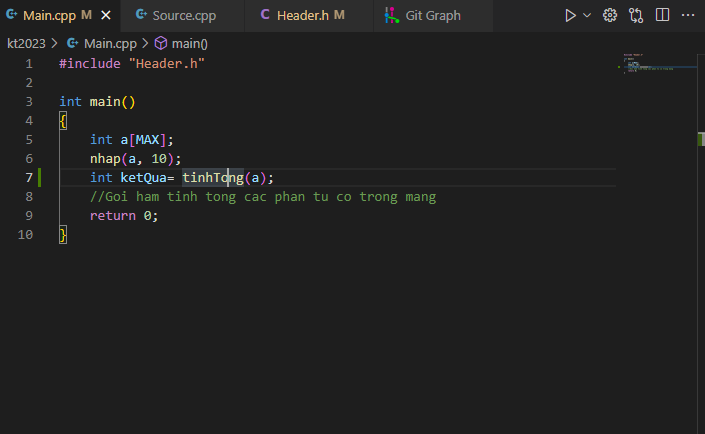 Main.cpp M
Source.cpp
Header.h M
Git Graph
kt2023 > Main.cpp > main()
1 #include "Header.h"
2
3 int main()
4 {
5 int a[MAX];
6 nhap(a, 10);
7 int ketQua= tinhTong(a);
8 //Goi ham tinh tong cac phan tu co trong mang
9 return 0;
10 }